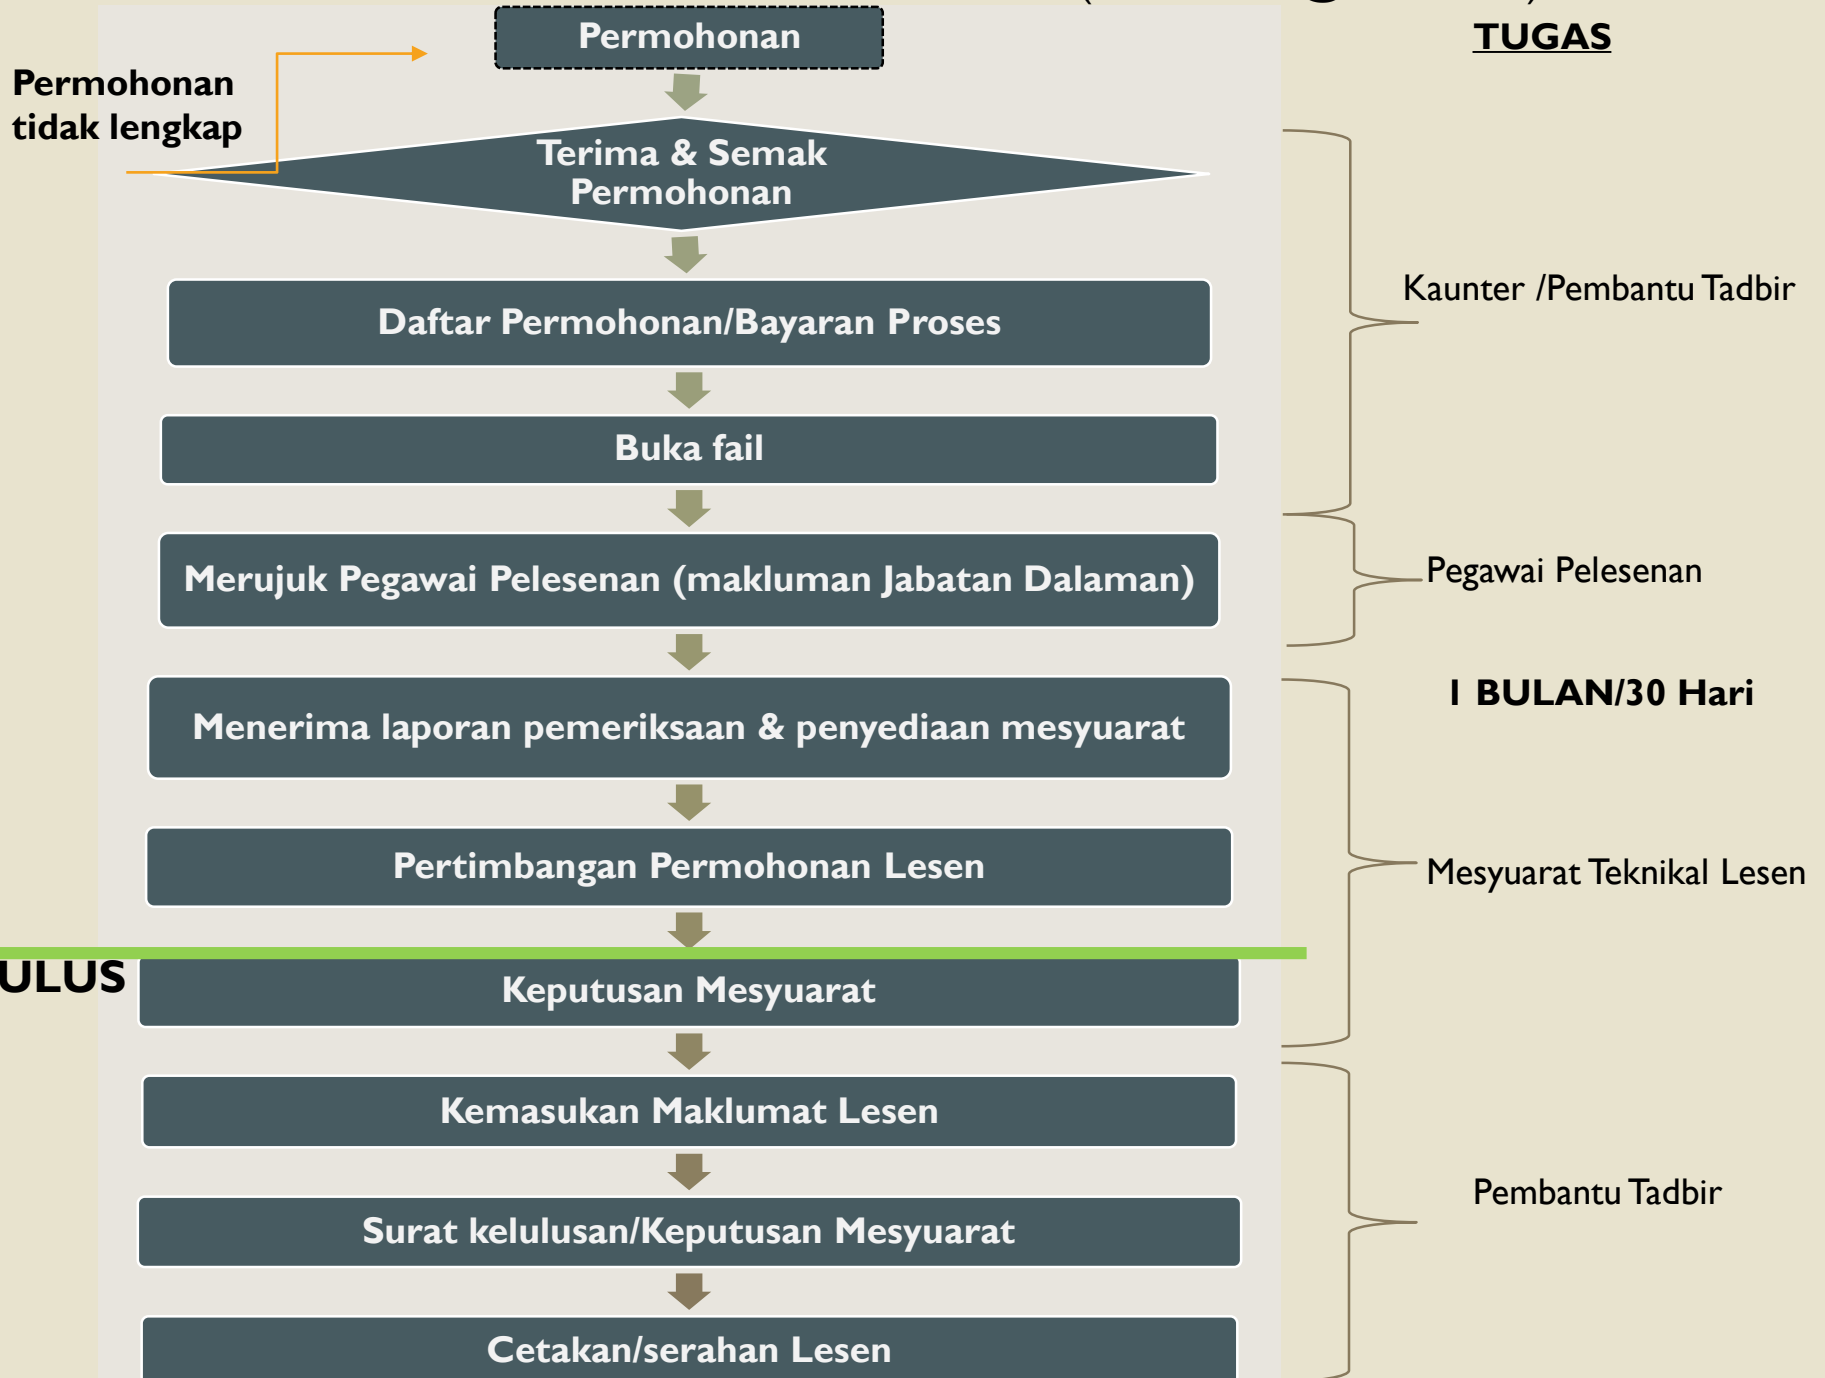 Permohonan
TUGAS
Permohonan
tidak lengkap
Terima & Semak
Permohonan
Daftar Permohonan/Bayaran Proses
Kaunter /Pembantu Tadbir
Buka fail
Merujuk Pegawai Pelesenan (makluman Jabatan Dalaman)
Pegawai Pelesenan
1 BULAN/30 Hari
Menerima laporan pemeriksaan & penyediaan mesyuarat
Pertimbangan Permohonan Lesen
Mesyuarat Teknikal Lesen
ULUS
Keputusan Mesyuarat
Kemasukan Maklumat Lesen
Pembantu Tadbir
Surat kelulusan/Keputusan Mesyuarat
Cetakan/serahan Lesen